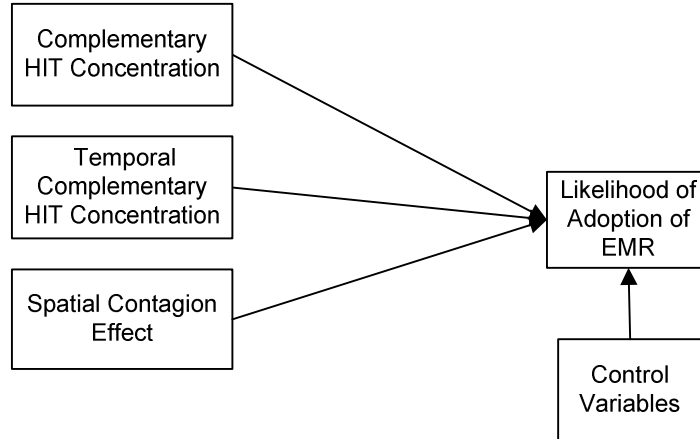 Complementary
HIT Concentration
Temporal
Complementary
HIT Concentration
Spatial Contagion
Effect
Likelihood of
Adoption of
EMR
Control
Variables